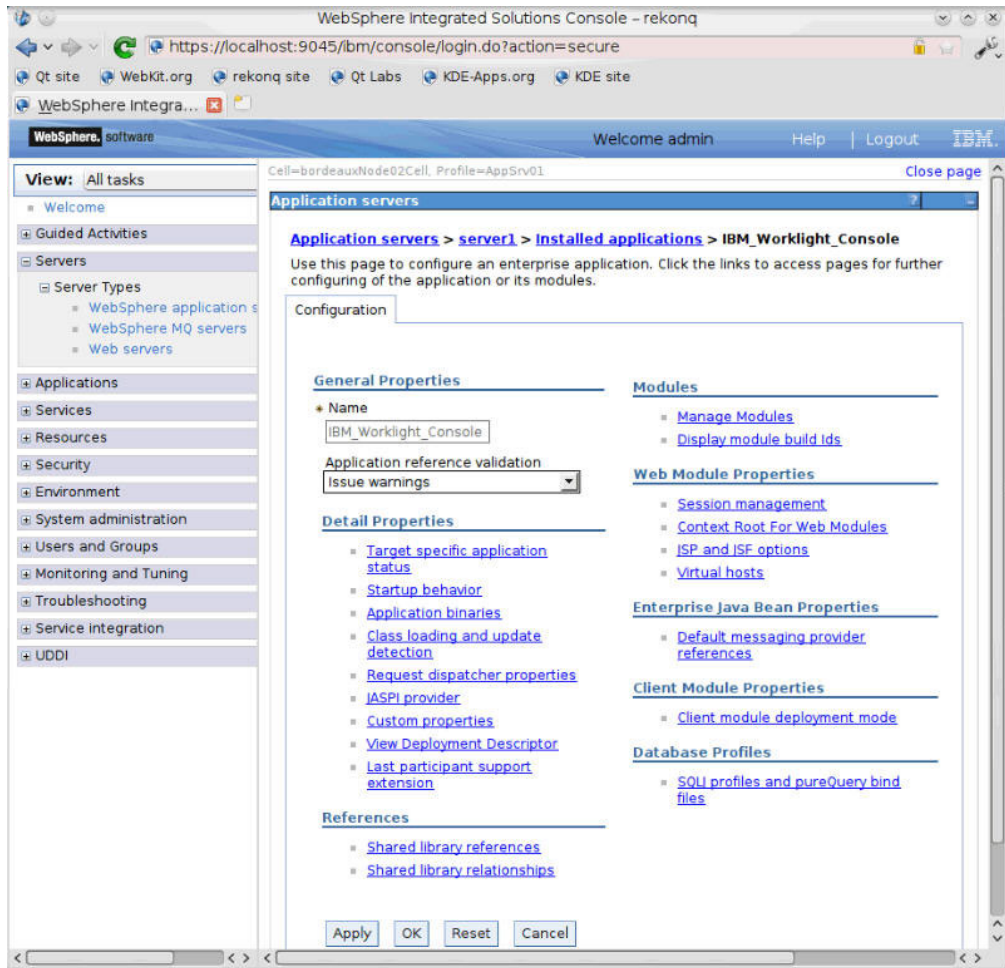 WebSphere Integrated Solutions Console – rekonq
https://localhost:9045/ibm/console/login.do?action=secure
Qt site WebKit.org rekonq site Qt Labs KDE-Apps.org KDE site
WebSphere Integra...
WebSphere. software Welcome admin Help | Logout IBM.
View: All tasks
Welcome
Guided Activities
Servers
Server Types
WebSphere application s
WebSphere MQ servers
Web servers
Applications
Services
Resources
Security
Environment
System administration
Users and Groups
Monitoring and Tuning
Troubleshooting
Service integration
UDDI
Cell=bordeauxNode02Cell, Profile=AppSrv01
Close page
Application servers ? -
Application servers > server1 > Installed applications > IBM_Worklight_Console
Use this page to configure an enterprise application. Click the links to access pages for further
configuring of the application or its modules.
Configuration
General Properties
Name
IBM_Worklight_Console
Application reference validation
Issue warnings
Detail Properties
Target specific application
status
Startup behavior
Application binaries
Class loading and update
detection
Request dispatcher properties
JASPI provider
Custom properties
View Deployment Descriptor
Last participant support
extension
References
Shared library references
Shared library relationships
Modules
Manage Modules
Display module build Ids
Web Module Properties
Session management
Context Root For Web Modules
JSP and JSF options
Virtual hosts
Enterprise Java Bean Properties
Default messaging provider
references
Client Module Properties
Client module deployment mode
Database Profiles
SQLJ profiles and pureQuery bind
files
Apply OK Reset Cancel